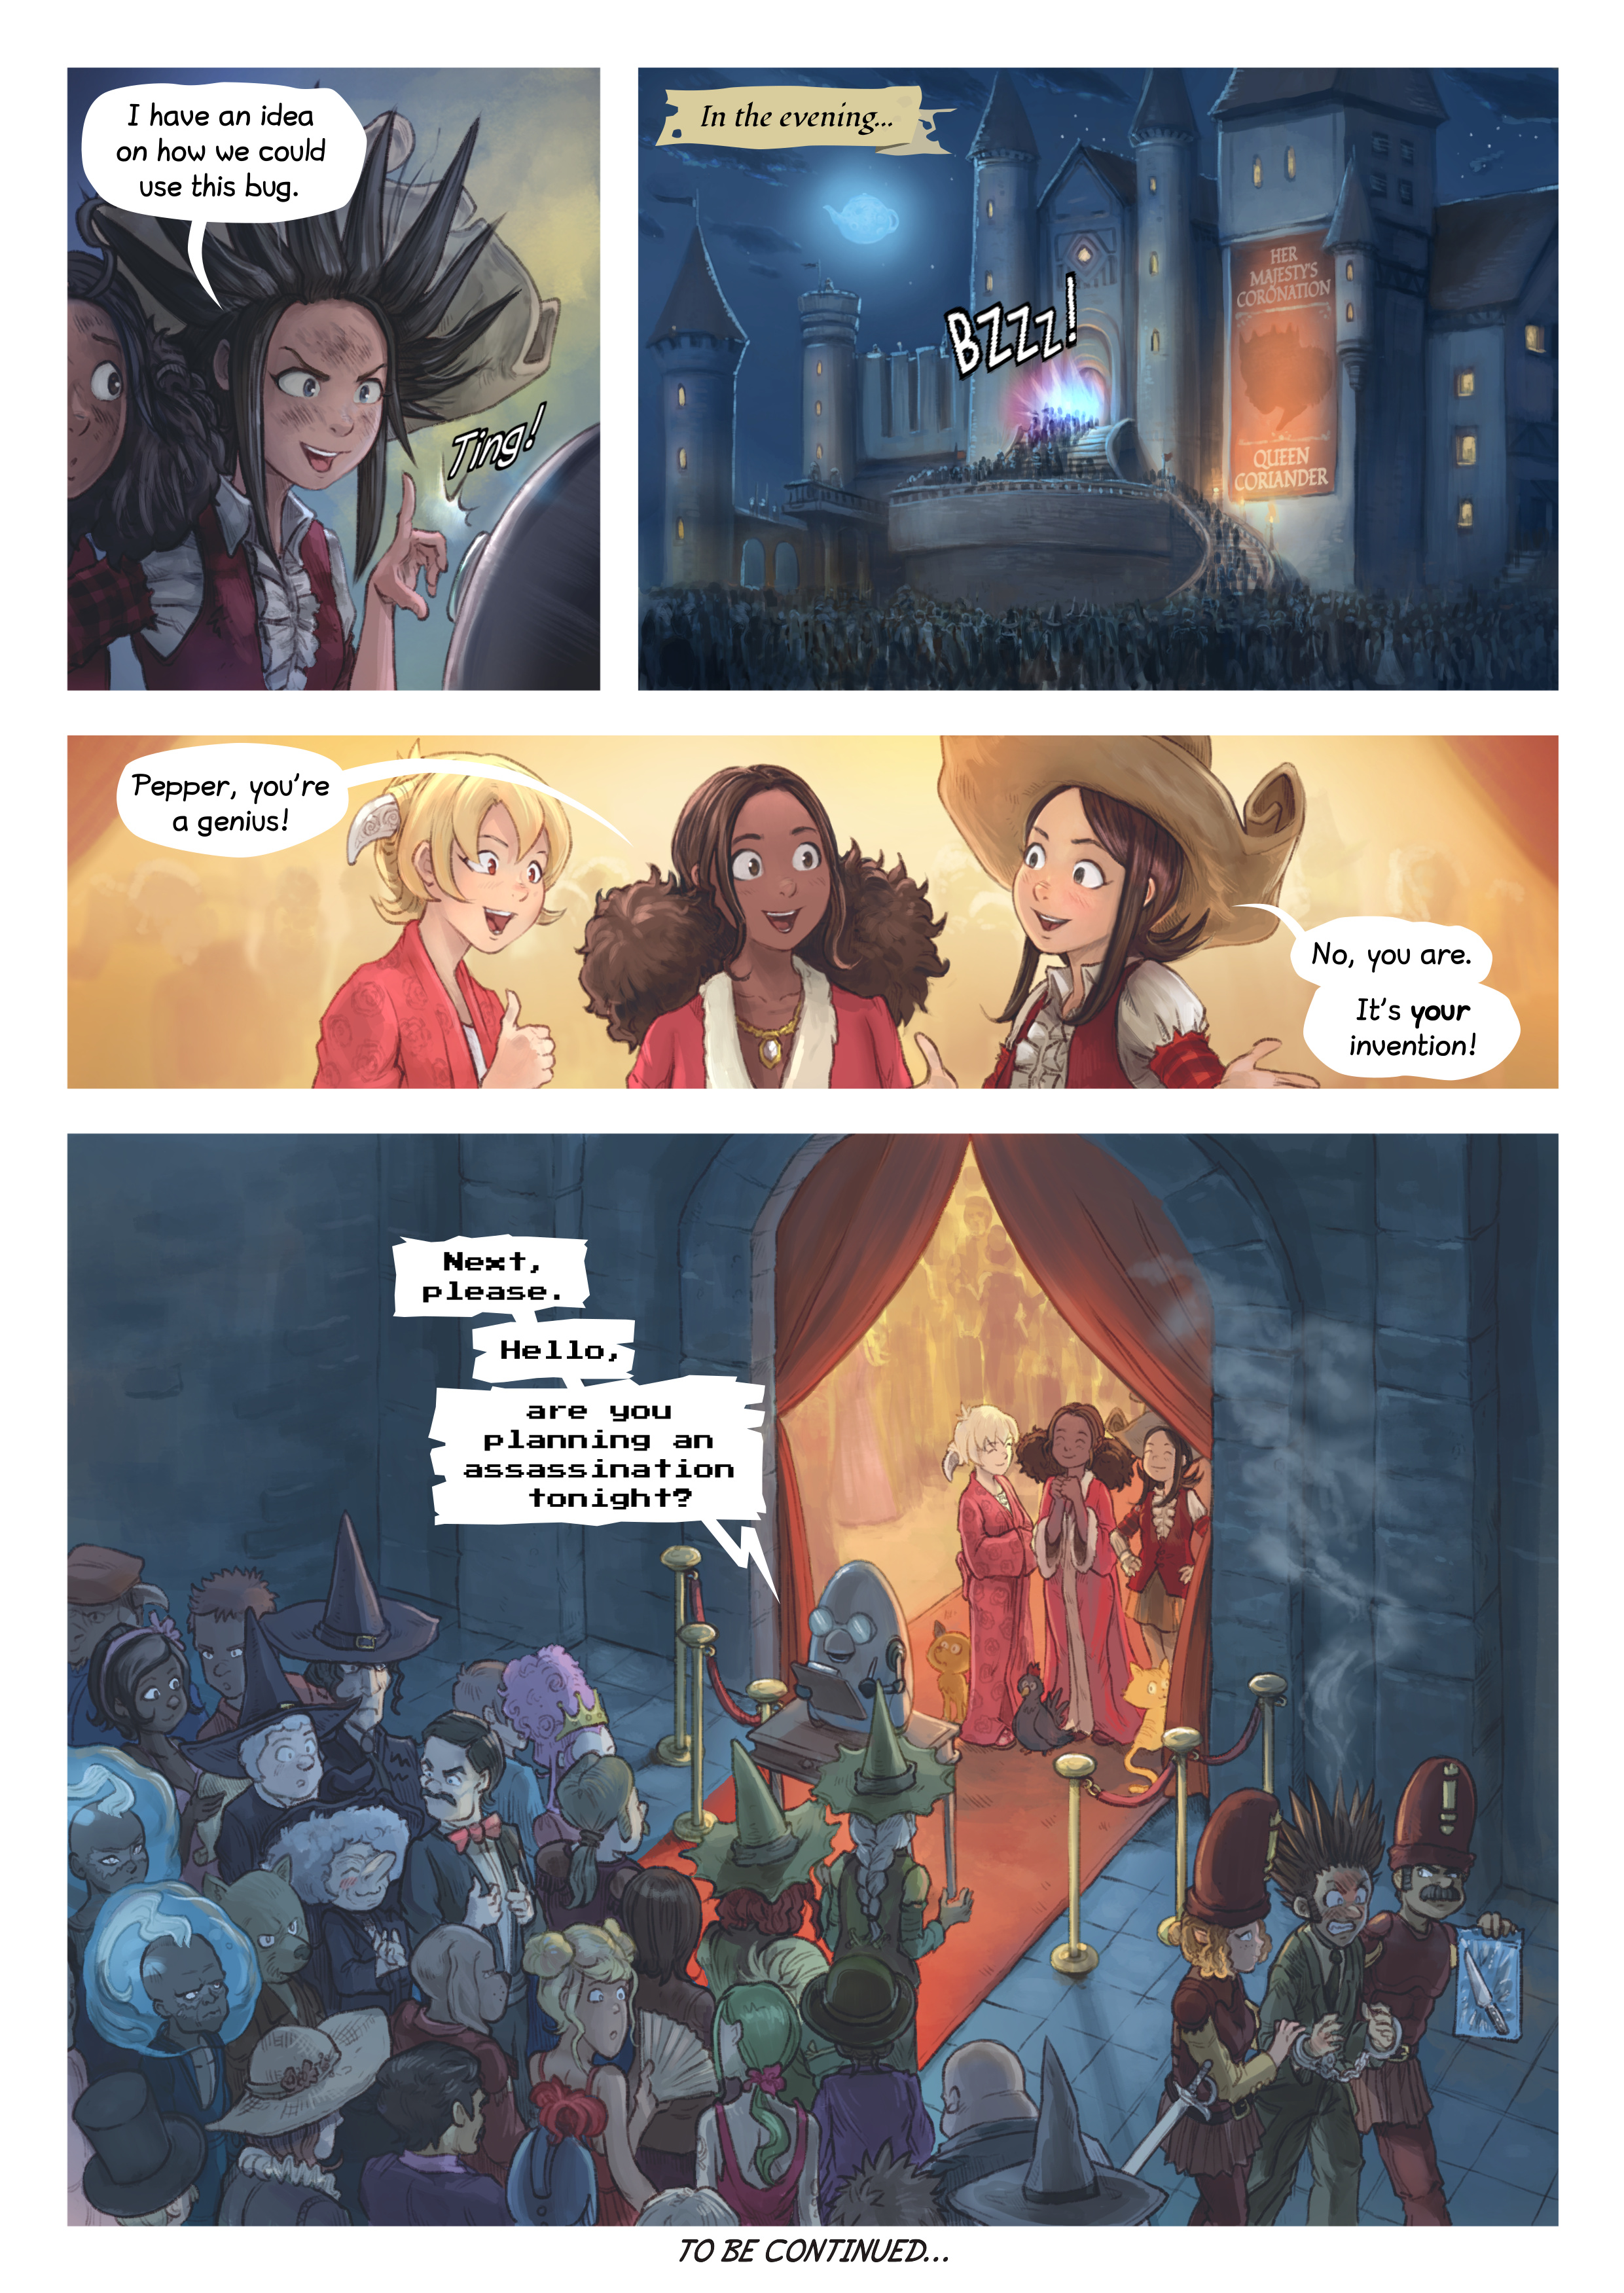 I have an idea
on how we could
use this bug.
Ting!
In the evening...
BZZZ!
HER
MAJESTY'S
CORONATION
QUEEN
CORIANDER
Pepper, you're
a genius!
No, you are.
It's your
invention!
Next,
please.
Hello,
are you
planning an
assassination
tonight?
TO BE CONTINUED...